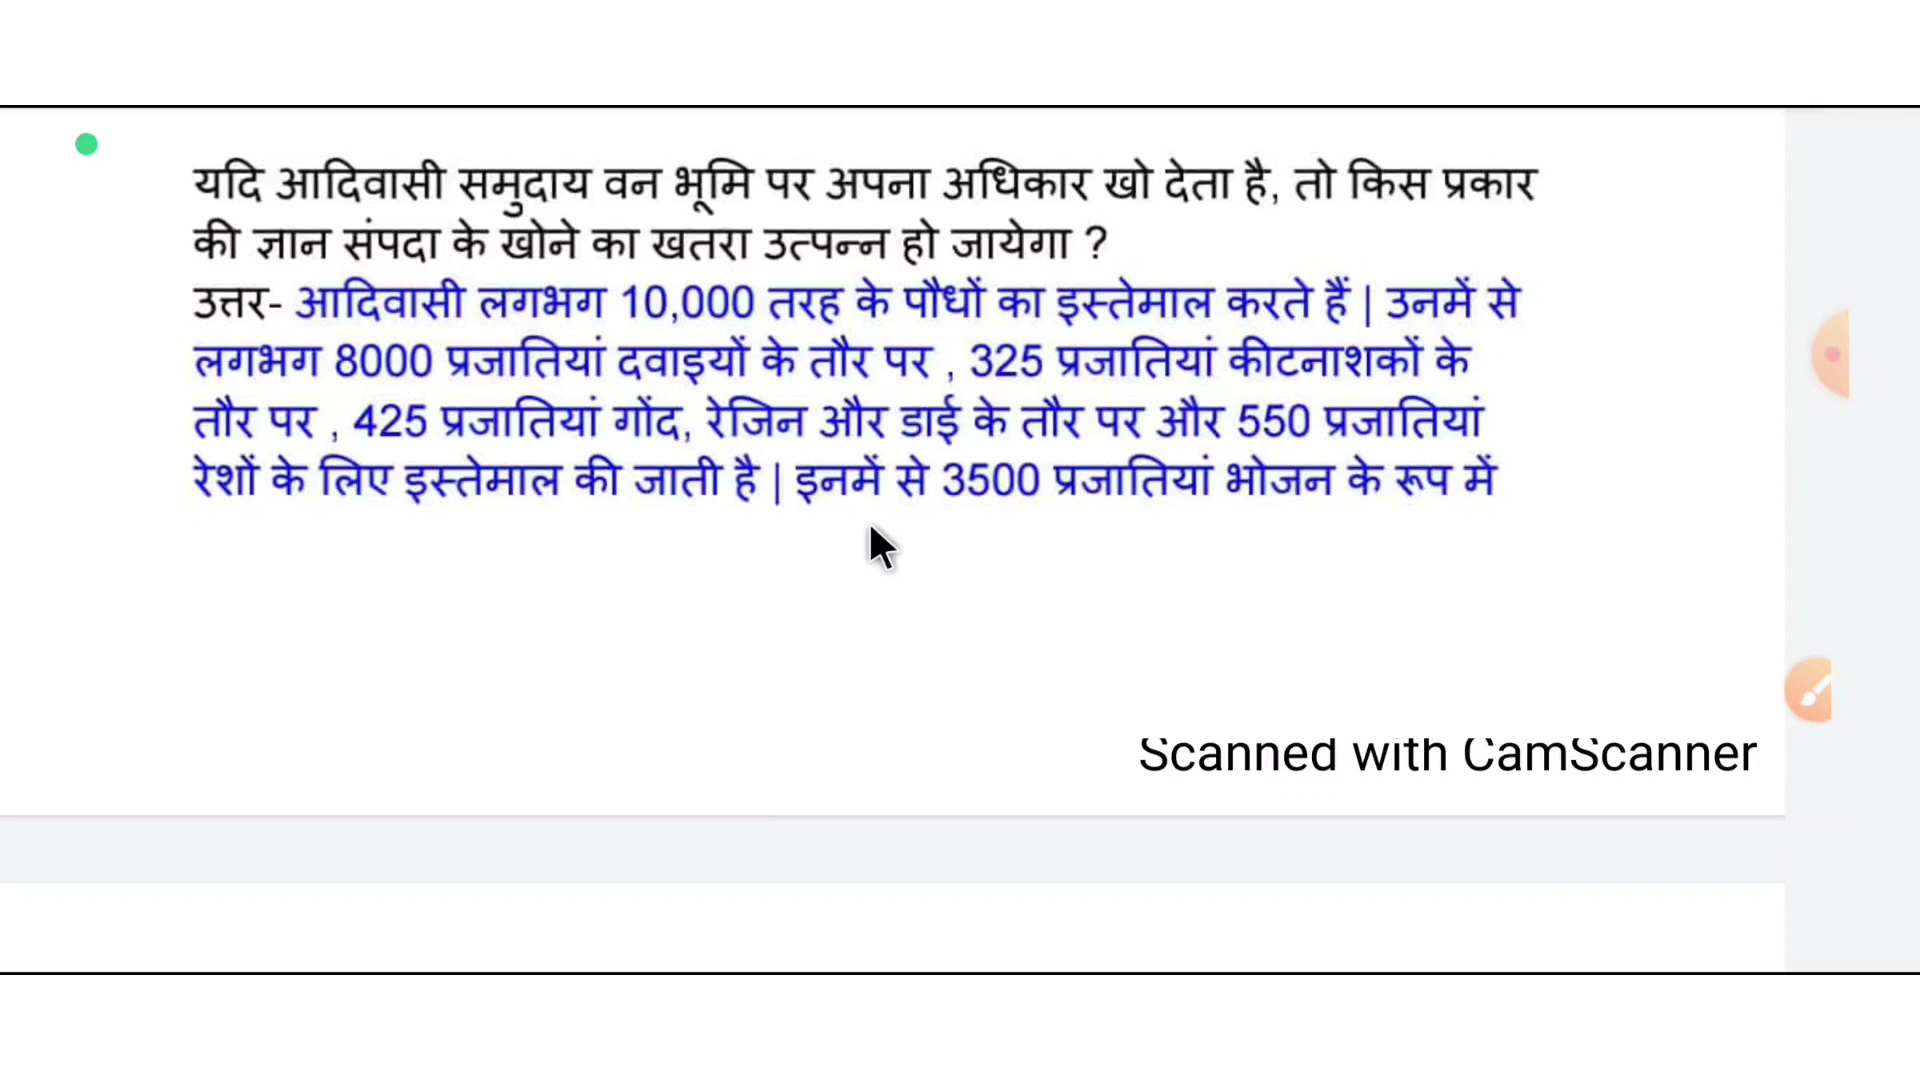 यदि आदिवासी समुदाय वन भूमि पर अपना अधिकार खो देता है, तो किस प्रकार
की ज्ञान संपदा के खोने का खतरा उत्पन्न हो जायेगा ?
उत्तर- आदिवासी लगभग 10,000 तरह के पौधों का इस्तेमाल करते हैं | उनमें से
लगभग 8000 प्रजातियां दवाइयों के तौर पर , 325 प्रजातियां कीटनाशकों के
तौर पर , 425 प्रजातियां गोंद, रेजिन और डाई के तौर पर और 550 प्रजातियां
रेशों के लिए इस्तेमाल की जाती है | इनमें से 3500 प्रजातियां भोजन के रूप में
Scanned with CamScanner